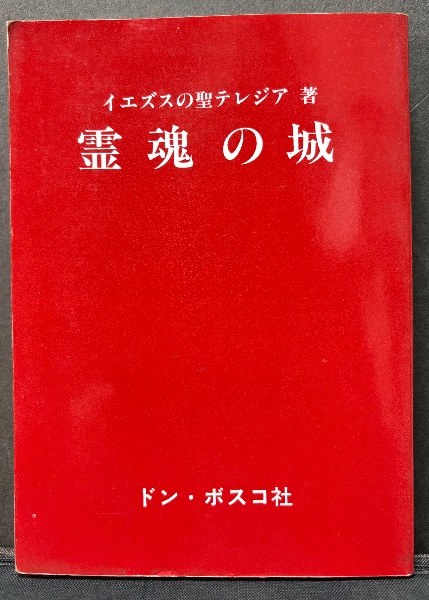 イエズスの聖テレジア 著
霊魂の城
ドン・ボスコ社